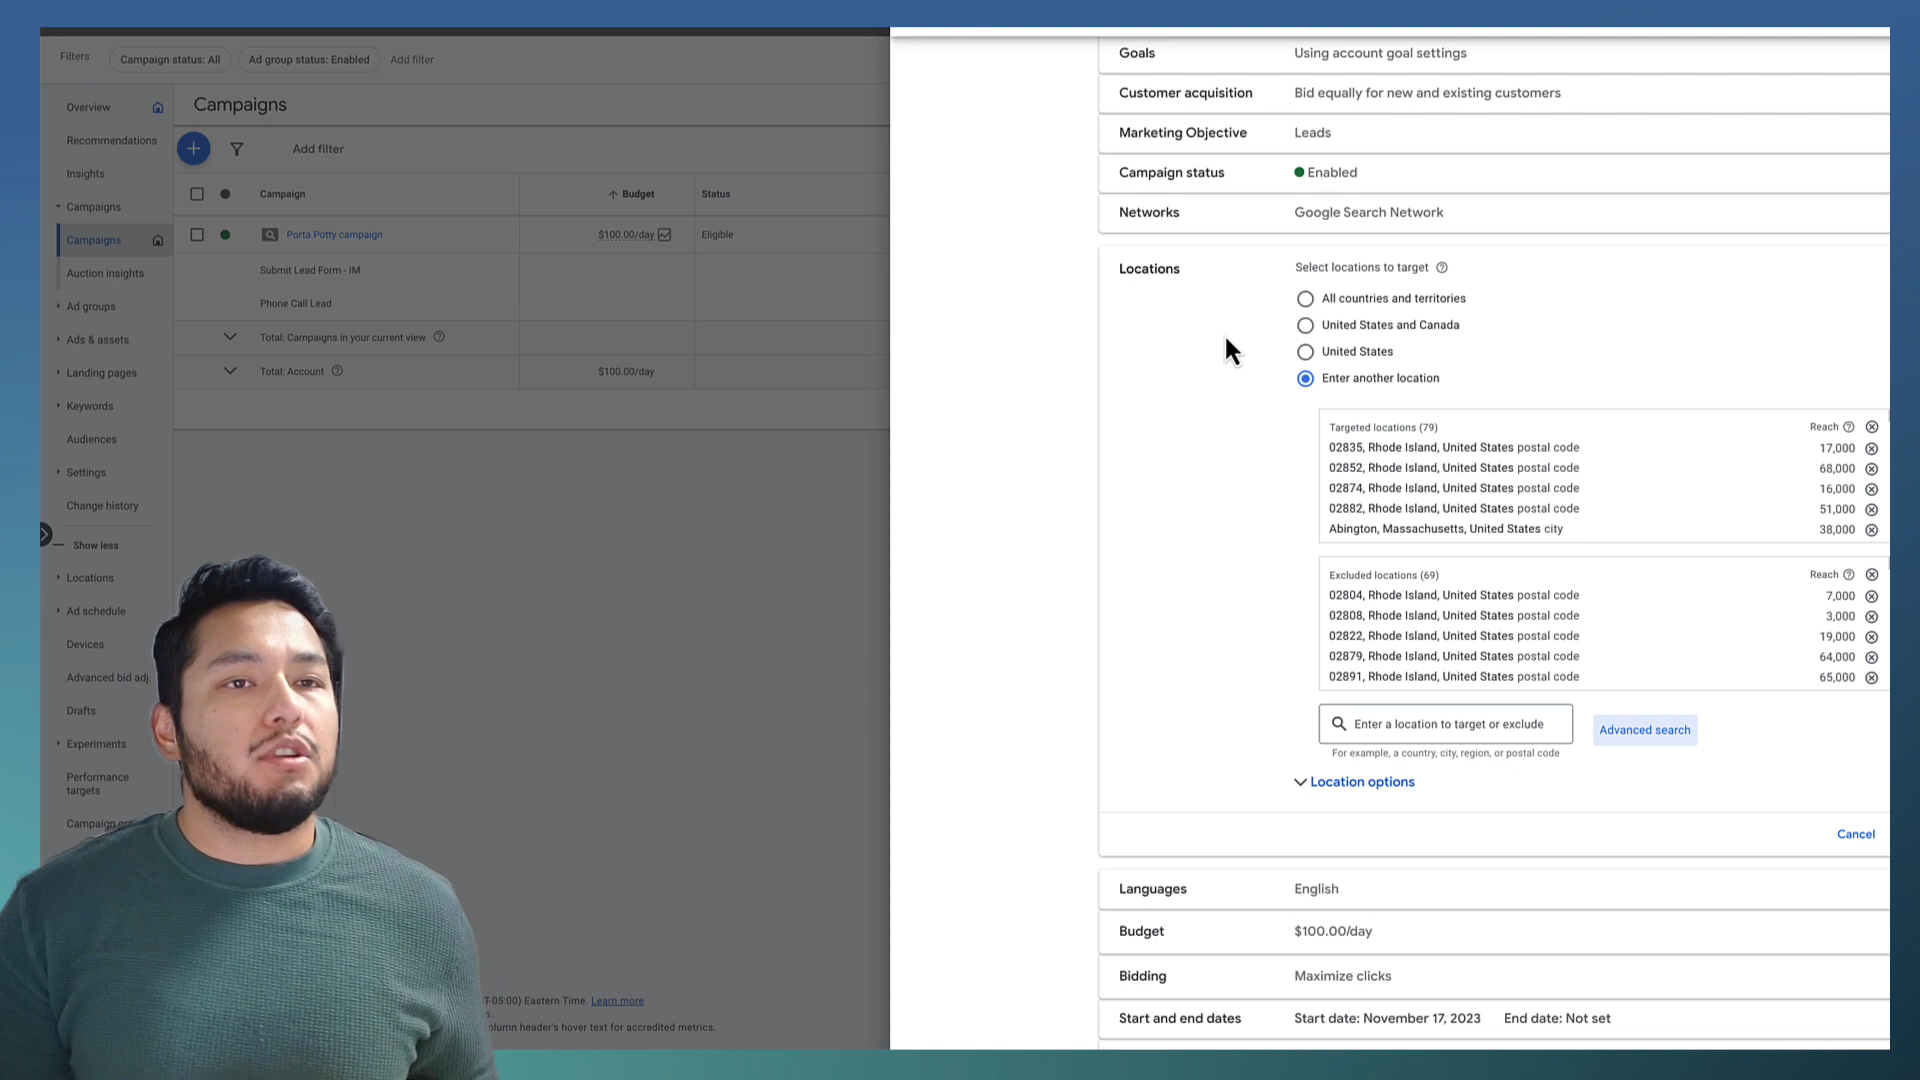 Filters
Campaign status: All
Ad group status: Enabled
Add filter
Overview
Recommendations
Insights
Campaigns
Campaigns
Auction insights
Ad groups
Ads & assets
Landing pages
Keywords
Audiences
Settings
Change history
Show less
Locations
Ad schedule
Devices
Advanced bid adj.
Drafts
Experiments
Performance
targets
Campaign
Campaigns
Add filter
Campaign
Budget
Status
Porta Potty campaign
$100.00/day
Eligible
Submit Lead Form - IM
Phone Call Lead
Total: Campaigns in your current view
Total: Account
$100.00/day
T-05:00) Eastern Time. Learn more
s.
olumn header's hover text for accredited metrics.
Goals
Using account goal settings
Customer acquisition
Bid equally for new and existing customers
Marketing Objective
Leads
Campaign status
Enabled
Networks
Google Search Network
Locations
Select locations to target
All countries and territories
United States and Canada
United States
Enter another location
Targeted locations (79)
Reach
02835, Rhode Island, United States postal code
17,000
02852, Rhode Island, United States postal code
68,000
02874, Rhode Island, United States postal code
16,000
02882, Rhode Island, United States postal code
51,000
Abington, Massachusetts, United States city
38,000
Excluded locations (69)
Reach
02804, Rhode Island, United States postal code
7,000
02808, Rhode Island, United States postal code
3,000
02822, Rhode Island, United States postal code
19,000
02879, Rhode Island, United States postal code
64,000
02891, Rhode Island, United States postal code
65,000
Enter a location to target or exclude
Advanced search
For example, a country, city, region, or postal code
Location options
Cancel
Languages
English
Budget
$100.00/day
Bidding
Maximize clicks
Start and end dates
Start date: November 17, 2023
End date: Not set